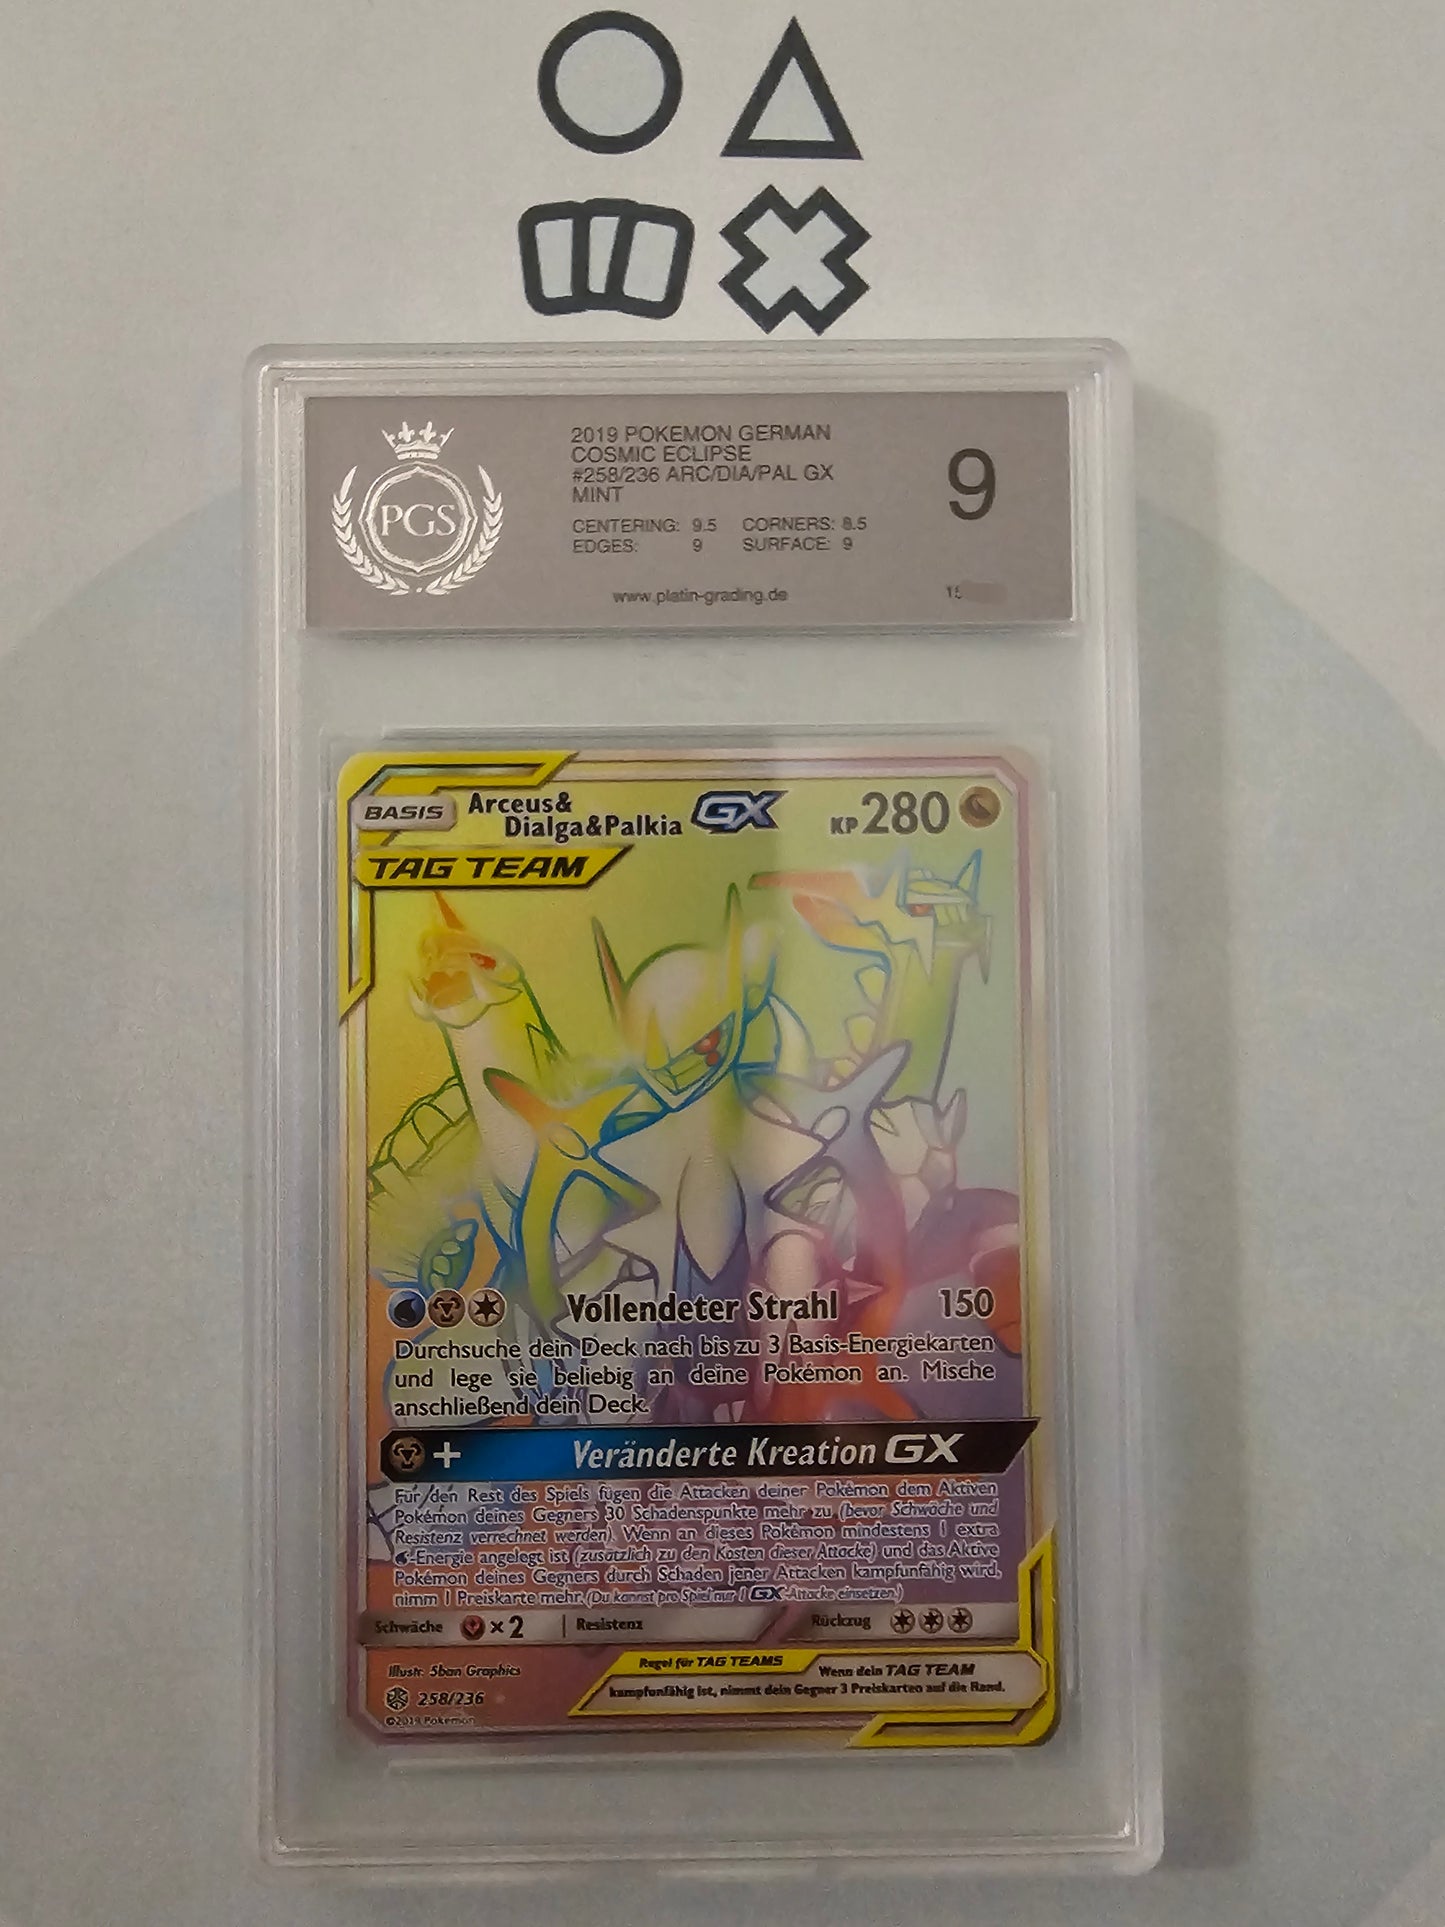 PGS
2019 POKEMON GERMAN
COSMIC ECLIPSE
#258/236 ARC/DIA/PAL GX
MINT
CENTERING: 9.5 CORNERS: 8.5
EDGES: 9 SURFACE: 9
9
www.platin-grading.de
BASIS
Arceus&
Dialga&Palkia GX
KP 280
TAG TEAM
Vollendeter Strahl 150
Durchsuche dein Deck nach bis zu 3 Basis-Energiekarten
und lege sie beliebig an deine Pokémon an. Mische
anschließend dein Deck.
+ Veränderte Kreation GX
Für den Rest des Spiels fügen die Attacken deiner Pokémon dem Aktiven
Pokémon deines Gegners 30 Schadenspunkte mehr zu (bevor Schwäche und
Resistenz verrechnet werden). Wenn an dieses Pokémon mindestens 1 extra
-Energie angelegt ist (zusätzlich zu den Kosten dieser Attacke) und das Aktive
Pokémon deines Gegners durch Schaden jener Attacken kampfunfähig wird,
nimm 1 Preiskarte mehr. (Du kannst pro Spiel nur 1 GX-Attacke einsetzen.)
Schwäche ×2 Resistenz Rückzug
Illustr. 5ban Graphics
258/236
©2019 Pokémon
Regel für TAG TEAMS
Wenn dein TAG TEAM
kampfunfähig ist, nimmt dein Gegner 3 Preiskarten auf die Hand.